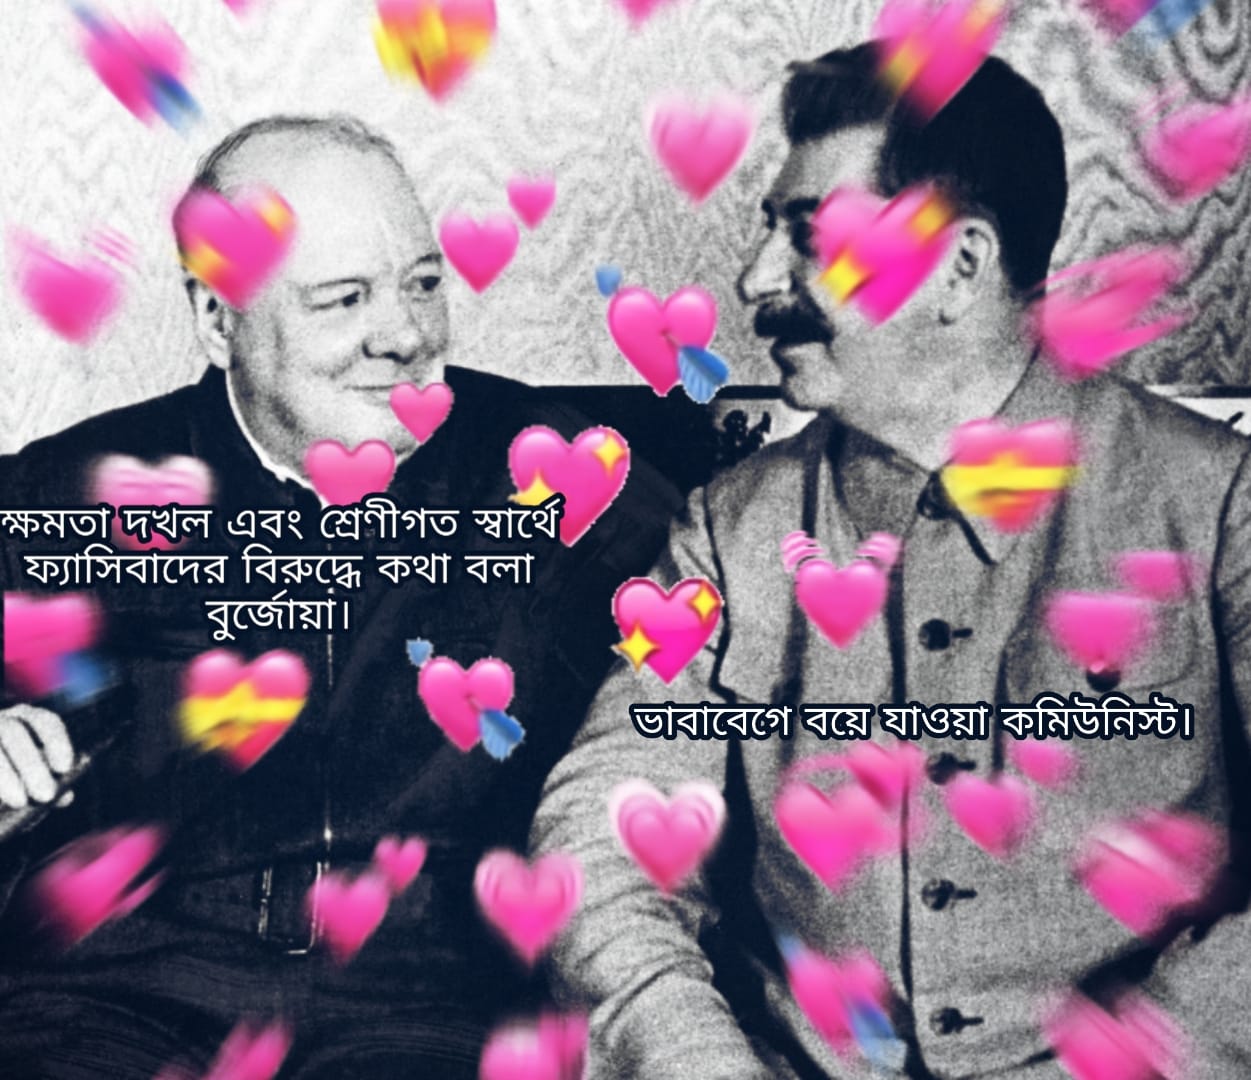 ক্ষমতা দখল এবং শ্রেণীগত স্বার্থে
ফ্যাসিবাদের বিরুদ্ধে কথা বলা
বুর্জোয়া।
ভাবাবেগে বয়ে যাওয়া কমিউনিস্ট।